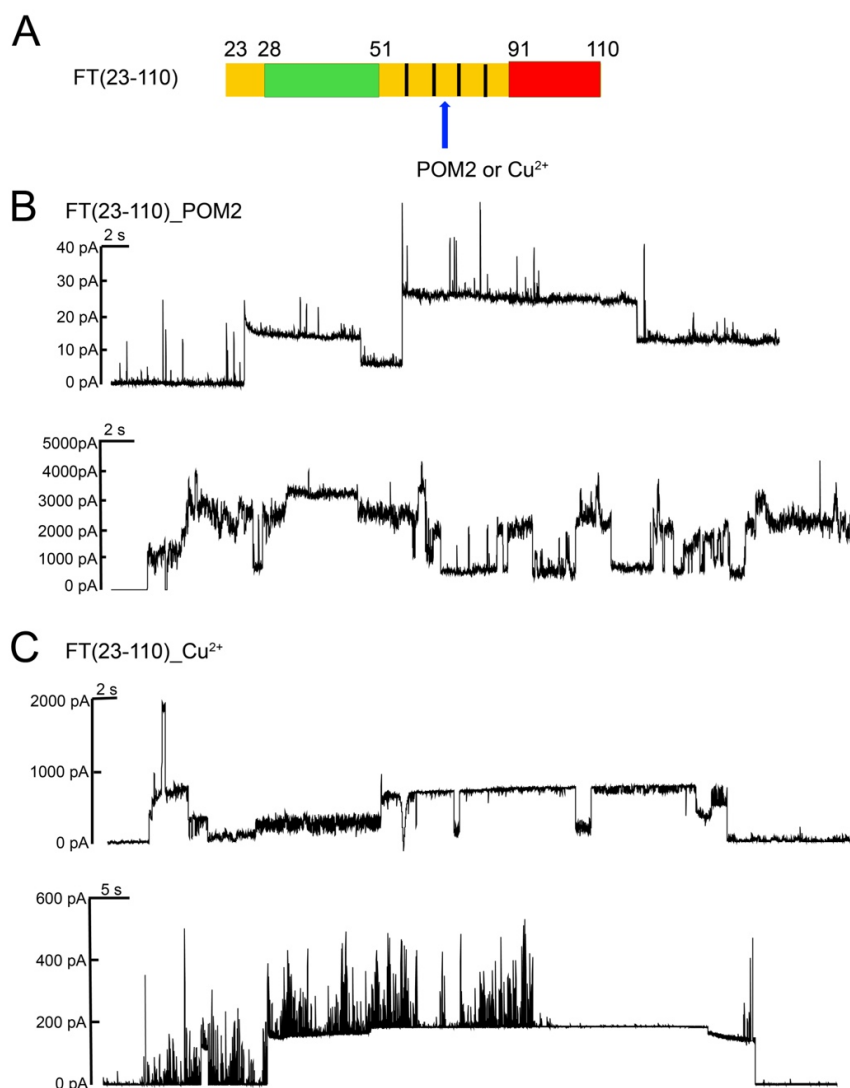 A
23 28 51 91 110
FT(23-110)
POM2 or Cu²⁺
B
FT(23-110)_POM2
2 s
40 pA
30 pA
20 pA
10 pA
0 pA
2 s
5000pA
4000pA
3000 pA
2000 pA
1000 pA
0 pA
C
FT(23-110)_Cu²⁺
2 s
2000 pA
1000 pA
0 pA
5 s
600 pA
400 pA
200 pA
0 pA